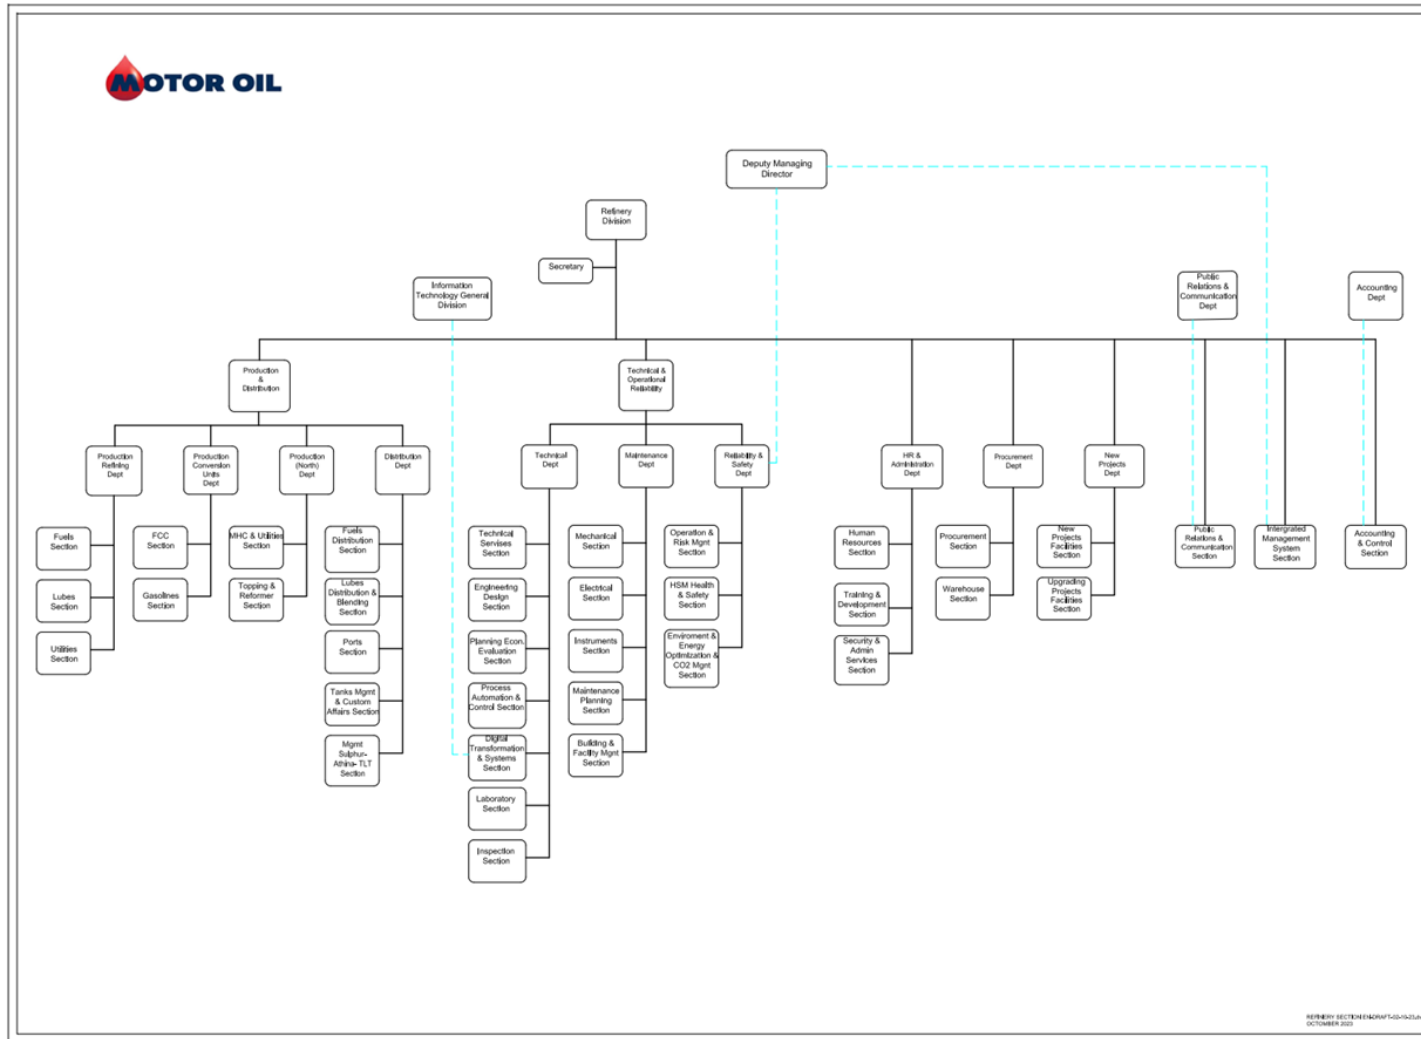 MOTOR OIL
Deputy Managing
Director
Refinery
Division
Secretary
Information
Technology General
Division
Public
Relations &
Communication
Dept
Accounting
Dept
Production
&
Distribution
Technical &
Operational
Reliability
Production
Refining
Dept
Production
Conversion
Units
Dept
Production
(North)
Dept
Distribution
Dept
Technical
Dept
Maintenance
Dept
Reliability &
Safety
Dept
HR &
Administration
Dept
Procurement
Dept
New
Projects
Dept
Fuels
Section
Lubes
Section
Utilities
Section
FCC
Section
Gasolines
Section
MHC & Utilities
Section
Topping &
Reformer
Section
Fuels
Distribution
Section
Lubes
Distribution &
Blending
Section
Ports
Section
Tanks Mgmt
& Custom
Affairs Section
Mgmt
Sulphur-
Athina- TLT
Section
Technical
Servises
Section
Engineering
Design
Section
Planning Econ.
Evaluation
Section
Process
Automation &
Control Section
Digital
Transformation
& Systems
Section
Laboratory
Section
Inspection
Section
Mechanical
Section
Electrical
Section
Instruments
Section
Maintenance
Planning
Section
Building &
Facility Mgnt
Section
Operation &
Risk Mgnt
Section
HSM Health
& Safety
Section
Enviroment &
Energy
Optimization &
CO2 Mgnt
Section
Human
Resources
Section
Training &
Development
Section
Security &
Admin
Services
Section
Procurement
Section
Warehouse
Section
New
Projects
Facilities
Section
Upgrading
Projects
Facilities
Section
Public
Relations &
Communication
Section
Intergrated
Management
System
Section
Accounting
& Control
Section
REFINERY SECTION
OCTOMBER 2023